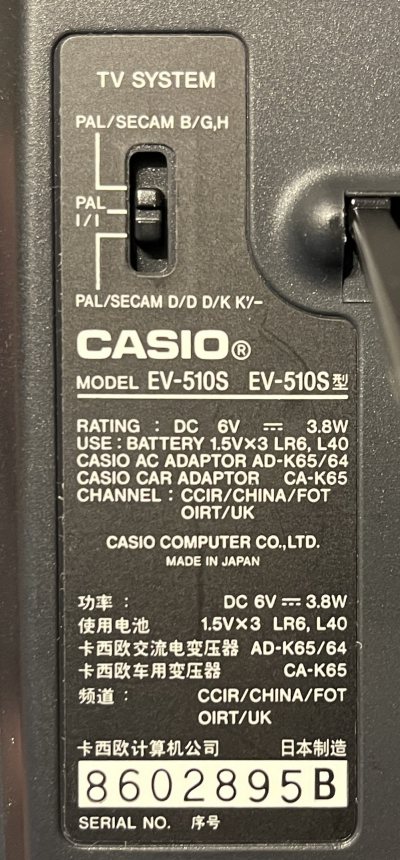 TV SYSTEM
PAL/SECAM B/G,H
PAL
I/I
PAL/SECAM D/D D/K K'/-
CASIO®
MODEL EV-510S EV-510S型
RATING : DC 6V ⎓ 3.8W
USE : BATTERY 1.5V×3 LR6, L40
CASIO AC ADAPTOR AD-K65/64
CASIO CAR ADAPTOR CA-K65
CHANNEL : CCIR/CHINA/FOT
OIRT/UK
CASIO COMPUTER CO.,LTD.
MADE IN JAPAN
功率 : DC 6V ⎓ 3.8W
使用电池 1.5V×3 LR6, L40
卡西欧交流电变压器 AD-K65/64
卡西欧车用变压器 CA-K65
频道 : CCIR/CHINA/FOT
OIRT/UK
卡西欧计算机公司 日本制造
8602895B
SERIAL NO. 序号